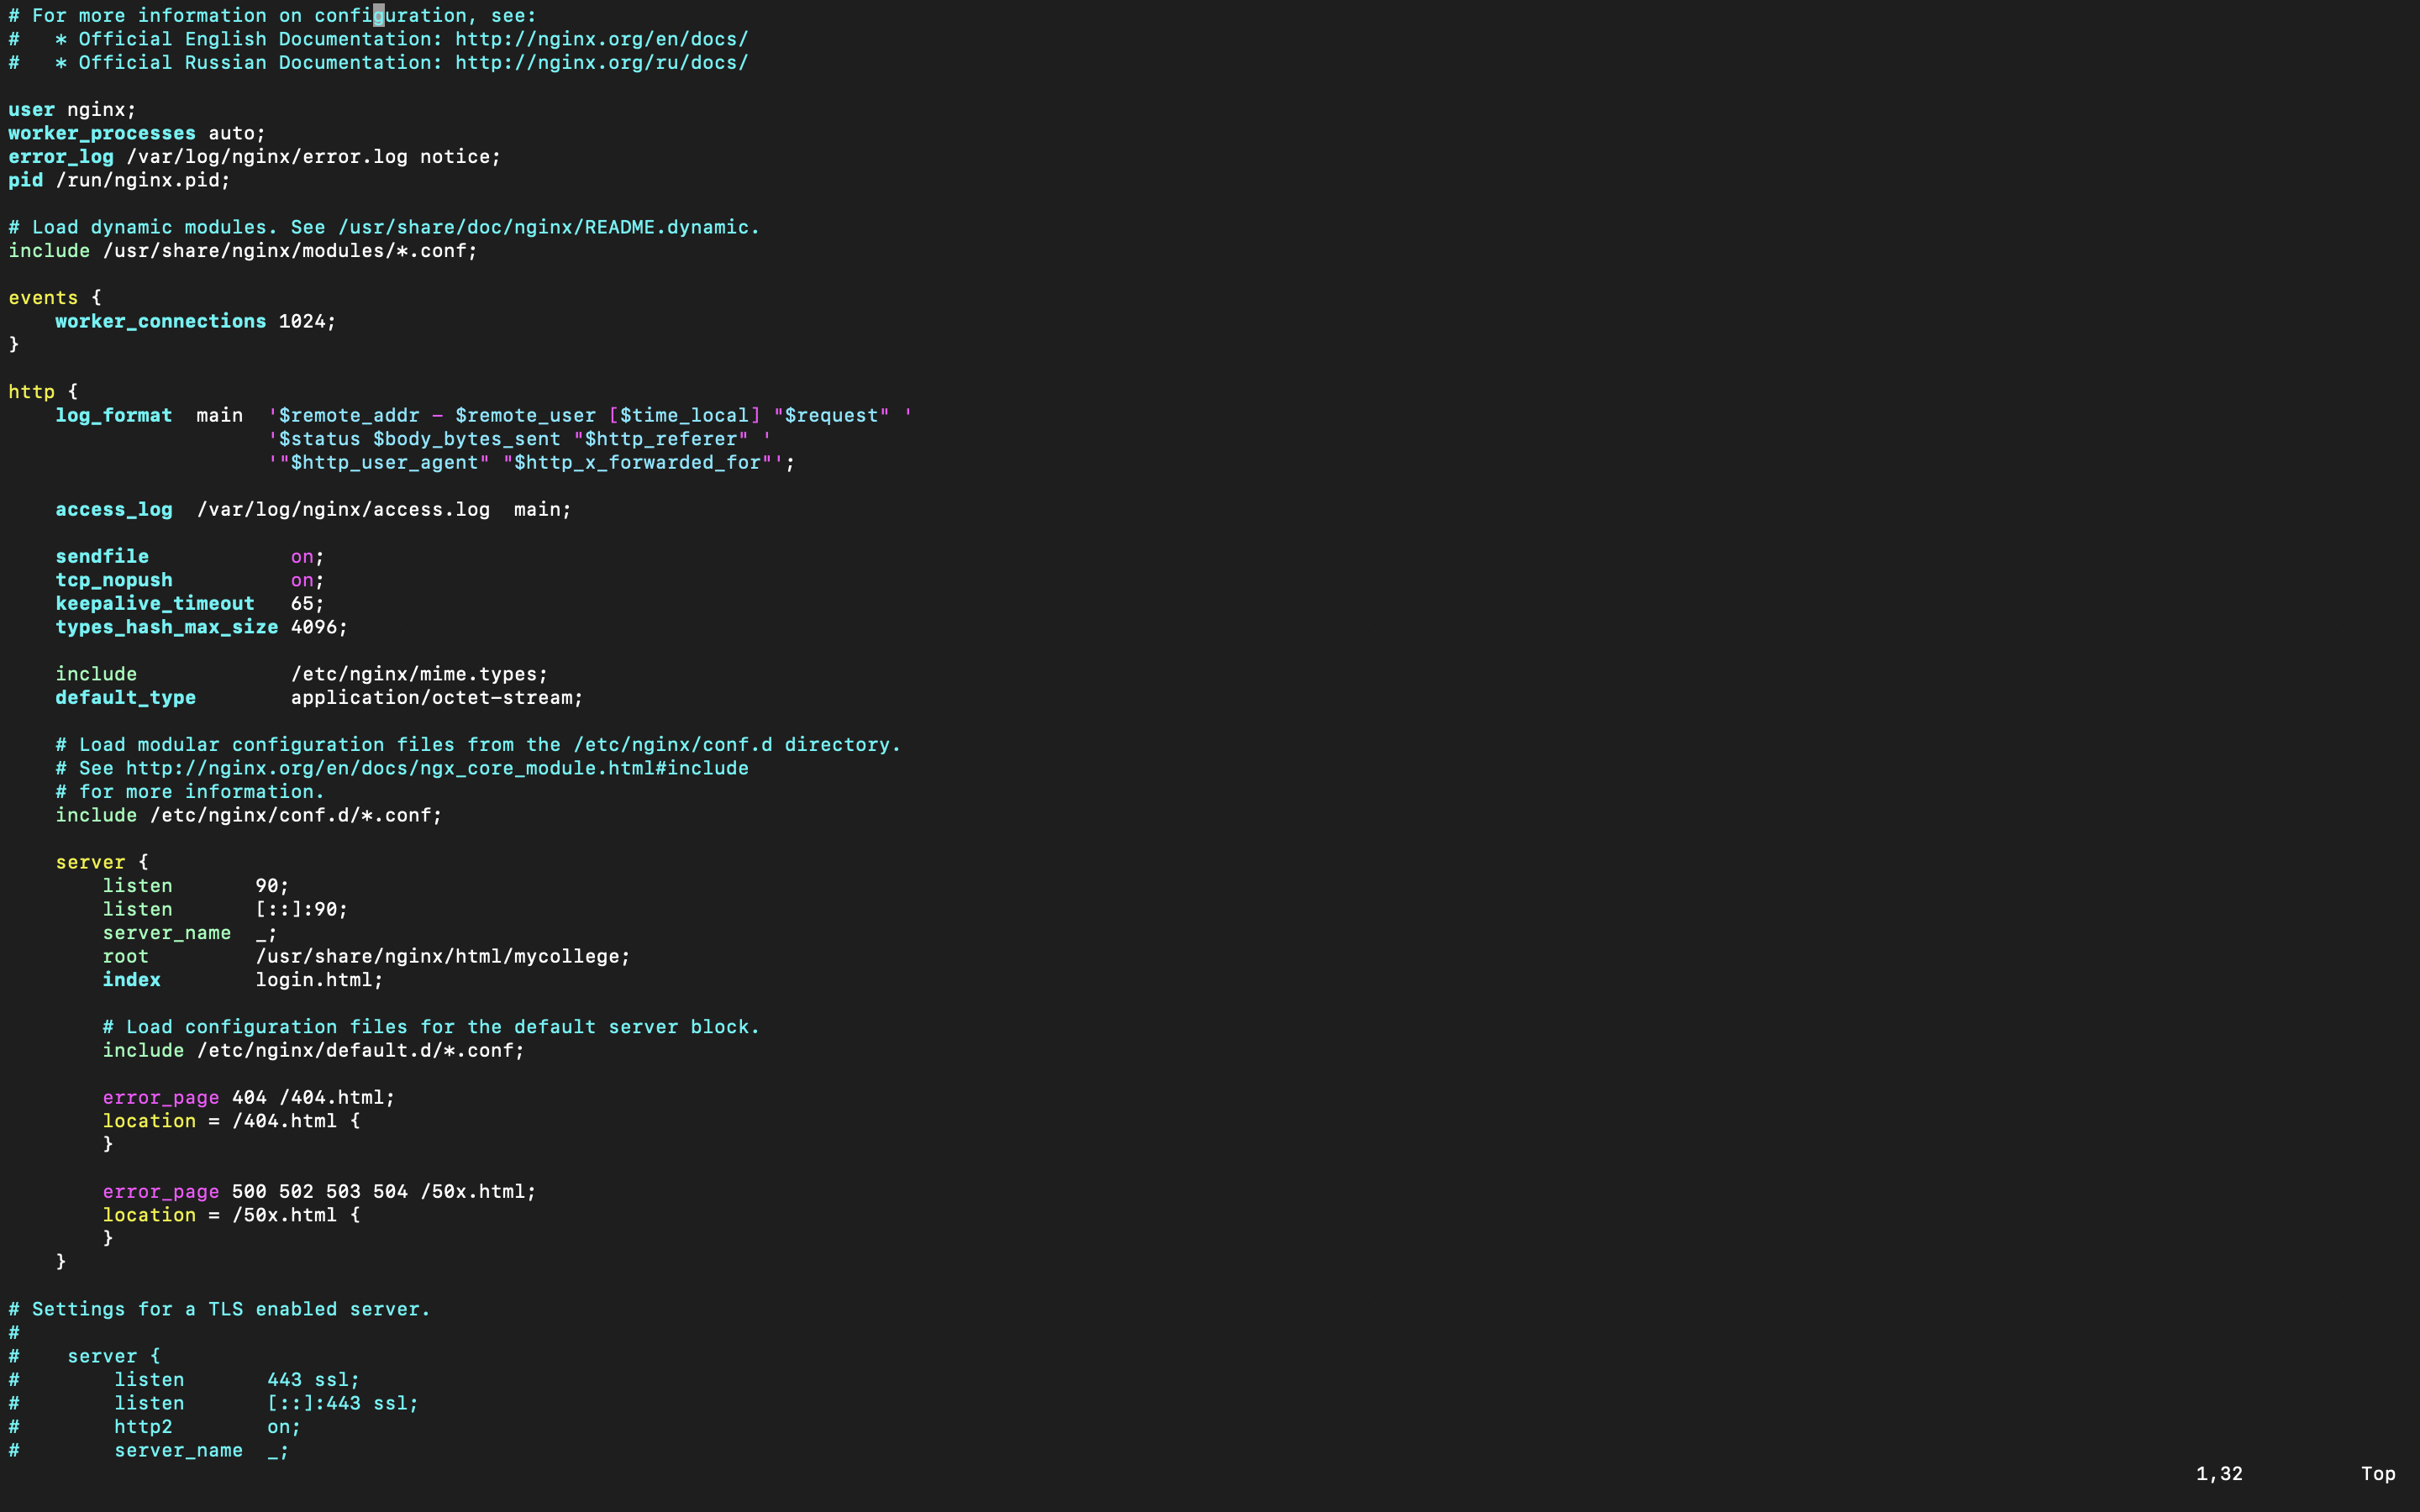 # For more information on configuration, see:
#   * Official English Documentation: http://nginx.org/en/docs/
#   * Official Russian Documentation: http://nginx.org/ru/docs/

user nginx;
worker_processes auto;
error_log /var/log/nginx/error.log notice;
pid /run/nginx.pid;

# Load dynamic modules. See /usr/share/doc/nginx/README.dynamic.
include /usr/share/nginx/modules/*.conf;

events {
    worker_connections 1024;
}

http {
    log_format  main  '$remote_addr - $remote_user [$time_local] "$request" '
                      '$status $body_bytes_sent "$http_referer" '
                      '"$http_user_agent" "$http_x_forwarded_for"';

    access_log  /var/log/nginx/access.log  main;

    sendfile            on;
    tcp_nopush          on;
    keepalive_timeout   65;
    types_hash_max_size 4096;

    include             /etc/nginx/mime.types;
    default_type        application/octet-stream;

    # Load modular configuration files from the /etc/nginx/conf.d directory.
    # See http://nginx.org/en/docs/ngx_core_module.html#include
    # for more information.
    include /etc/nginx/conf.d/*.conf;

    server {
        listen       90;
        listen       [::]:90;
        server_name  _;
        root         /usr/share/nginx/html/mycollege;
        index        login.html;

        # Load configuration files for the default server block.
        include /etc/nginx/default.d/*.conf;

        error_page 404 /404.html;
        location = /404.html {
        }

        error_page 500 502 503 504 /50x.html;
        location = /50x.html {
        }
    }

# Settings for a TLS enabled server.
#
#    server {
#        listen       443 ssl;
#        listen       [::]:443 ssl;
#        http2        on;
#        server_name  _;
1,32          Top